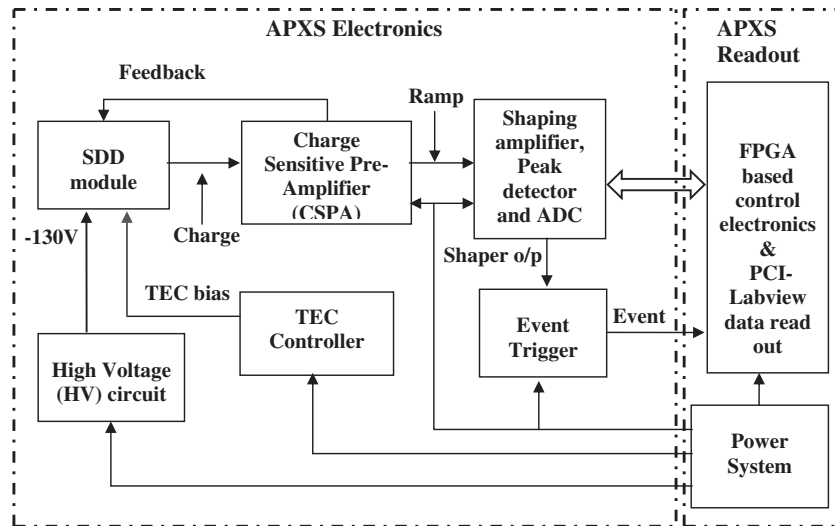 APXS Electronics
APXS
Readout
Feedback
Ramp
SDD
module
Charge
Sensitive Pre-
Amplifier
(CSPA)
Shaping
amplifier,
Peak
detector
and ADC
FPGA
based
control
electronics
&
PCI-
Labview
data read
out
-130V
Charge
Shaper o/p
TEC bias
TEC
Controller
Event
Trigger
Event
High Voltage
(HV) circuit
Power
System